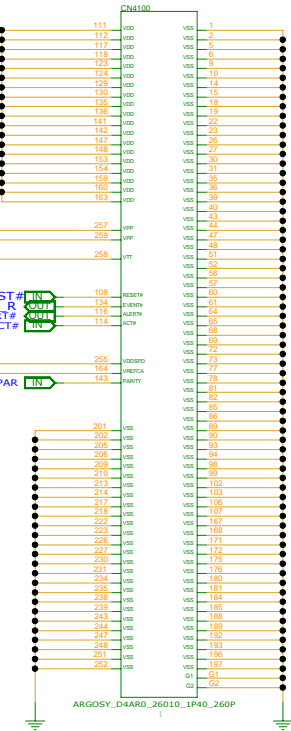 CN4100
111 VDD VSS 1
112 VDD VSS 2
117 VDD VSS 5
118 VDD VSS 6
123 VDD VSS 9
124 VDD VSS 10
129 VDD VSS 14
130 VDD VSS 15
135 VDD VSS 18
136 VDD VSS 19
141 VDD VSS 22
142 VDD VSS 23
147 VDD VSS 26
148 VDD VSS 27
153 VDD VSS 30
154 VDD VSS 31
159 VDD VSS 35
160 VDD VSS 36
163 VDD VSS 39
VSS 40
VSS 43
257 VPP VSS 44
259 VPP VSS 47
VSS 48
258 VTT VSS 51
VSS 52
VSS 56
VSS 57
ST# IN 108 RESET# VSS 60
R OUT 134 EVENT# VSS 61
T# OUT 116 ALERT# VSS 64
CT# IN 114 ACT# VSS 65
VSS 68
VSS 69
VSS 72
255 VDDSPD VSS 73
164 VREFCA VSS 77
PAR IN 143 PARITY VSS 78
VSS 81
VSS 82
VSS 85
VSS 86
201 VSS VSS 89
202 VSS VSS 90
205 VSS VSS 93
206 VSS VSS 94
209 VSS VSS 98
210 VSS VSS 99
213 VSS VSS 102
214 VSS VSS 103
217 VSS VSS 106
218 VSS VSS 107
222 VSS VSS 167
223 VSS VSS 168
226 VSS VSS 171
227 VSS VSS 172
230 VSS VSS 175
231 VSS VSS 176
234 VSS VSS 180
235 VSS VSS 181
238 VSS VSS 184
239 VSS VSS 185
243 VSS VSS 188
244 VSS VSS 189
247 VSS VSS 192
248 VSS VSS 193
251 VSS VSS 196
252 VSS VSS 197
G1 G1
G2 G2
ARGOSY_D4AR0_26010_1P40_260P